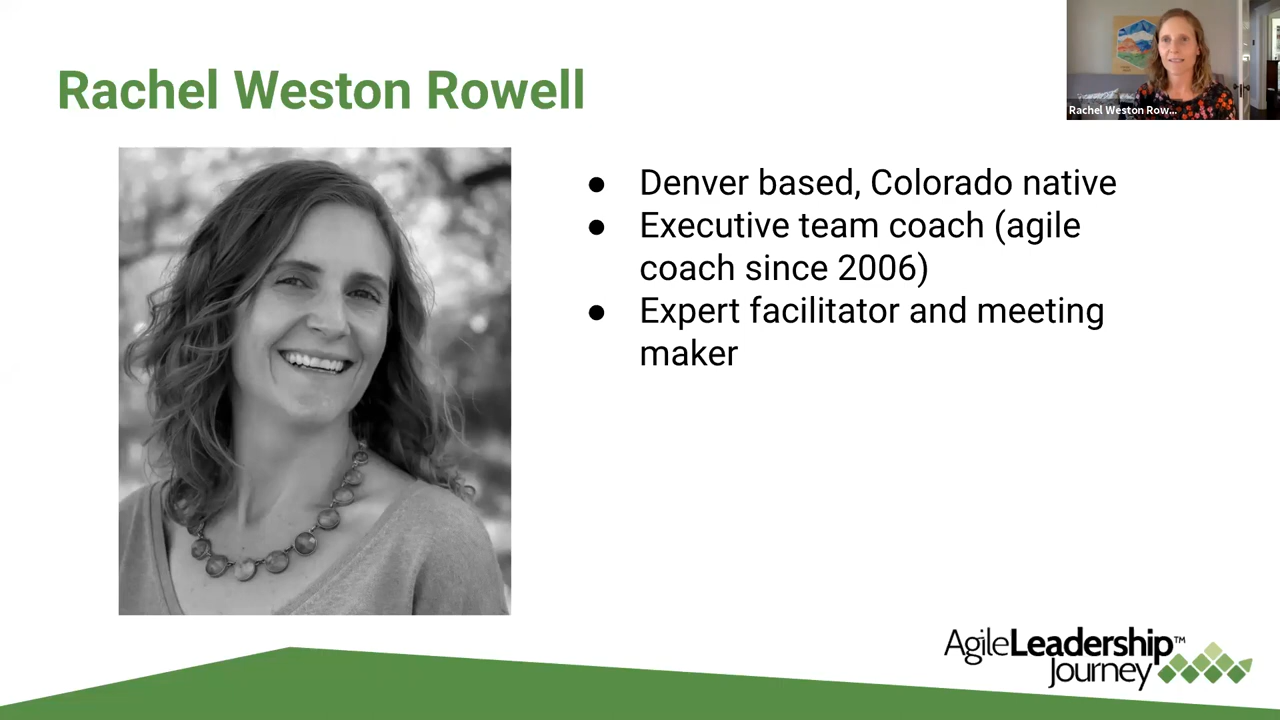 Rachel Weston Rowell
Rachel Weston Row...
● Denver based, Colorado native
● Executive team coach (agile
coach since 2006)
● Expert facilitator and meeting
maker
AgileLeadership™
Journey